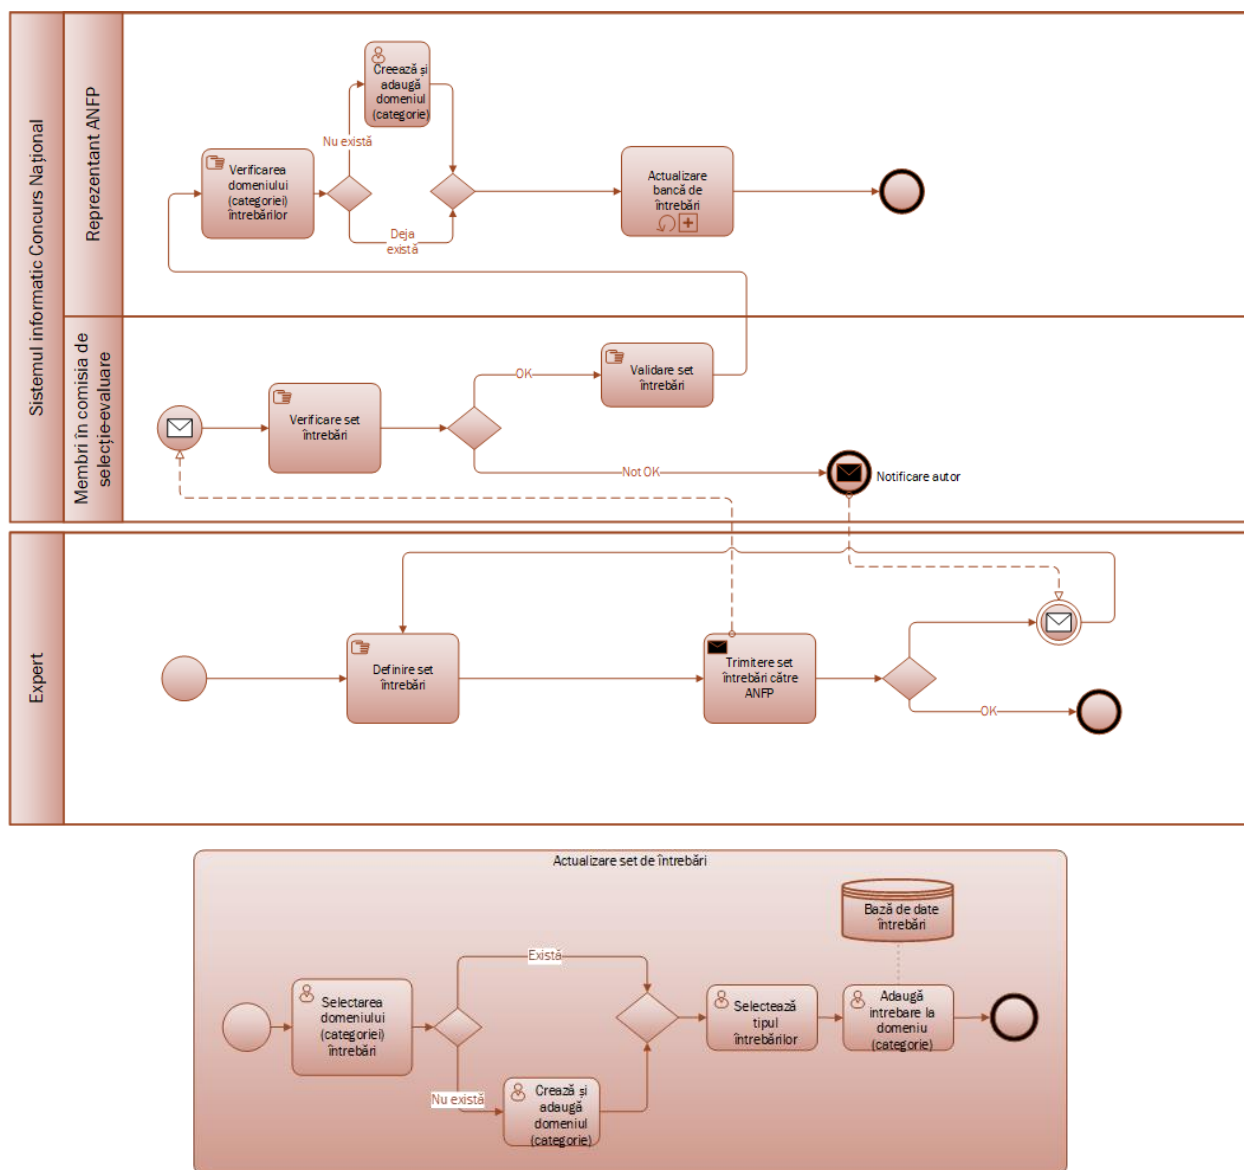 Sistemul informatic Concurs Național
Reprezentant ANFP
Creează și
adaugă
domeniul
(categorie)
Nu există
Verificarea
domeniului
(categoriei)
întrebărilor
Deja
există
Actualizare
bancă de
întrebări
Membri în comisia de
selecție-evaluare
Verificare set
întrebări
OK
Validare set
întrebări
Not OK
Notificare autor
Expert
Definire set
întrebări
Trimitere set
întrebări către
ANFP
OK
Actualizare set de întrebări
Bază de date
întrebări
Există
Selectarea
domeniului
(categoriei)
întrebări
Nu există
Crează și
adaugă
domeniul
(categorie)
Selectează
tipul
întrebărilor
Adaugă
intrebare la
domeniu
(categorie)